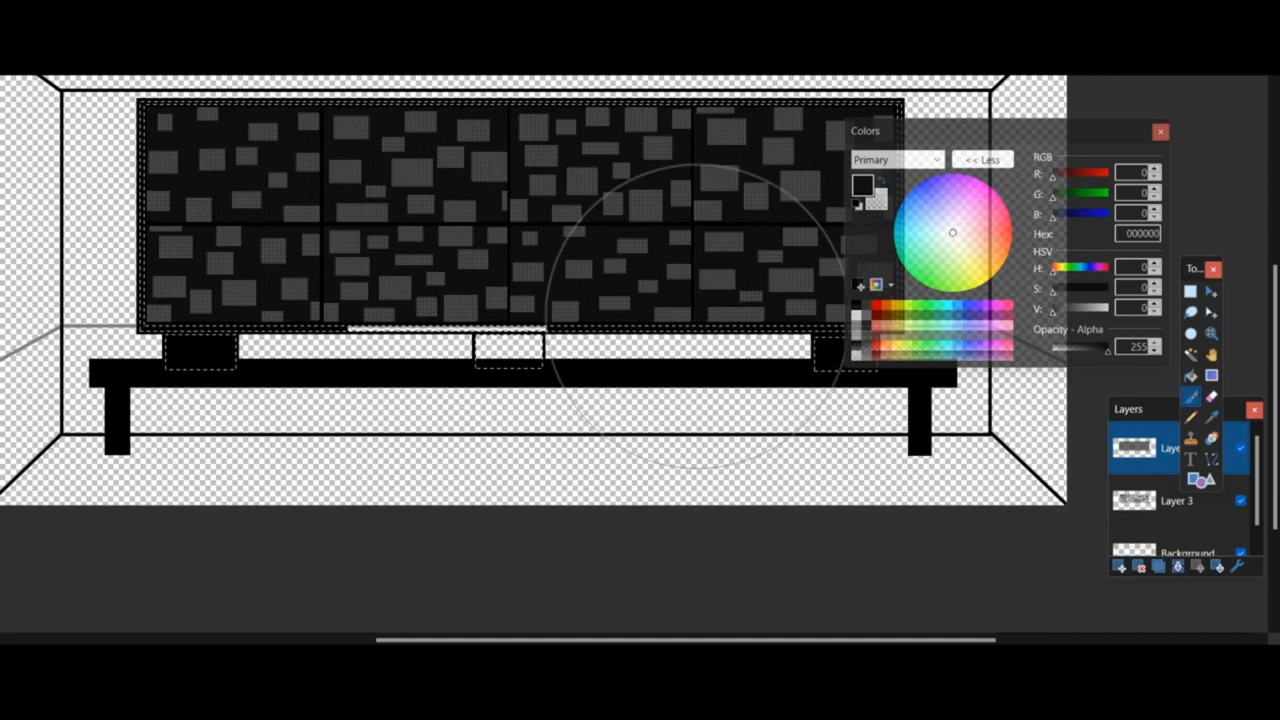 Colors
Primary
<< Less
RGB
R: 0
G: 0
B: 0
Hex: 000000
HSV
H: 0
S: 0
V: 0
Opacity - Alpha
255
To...
Layers
Laye
Layer 3
Background